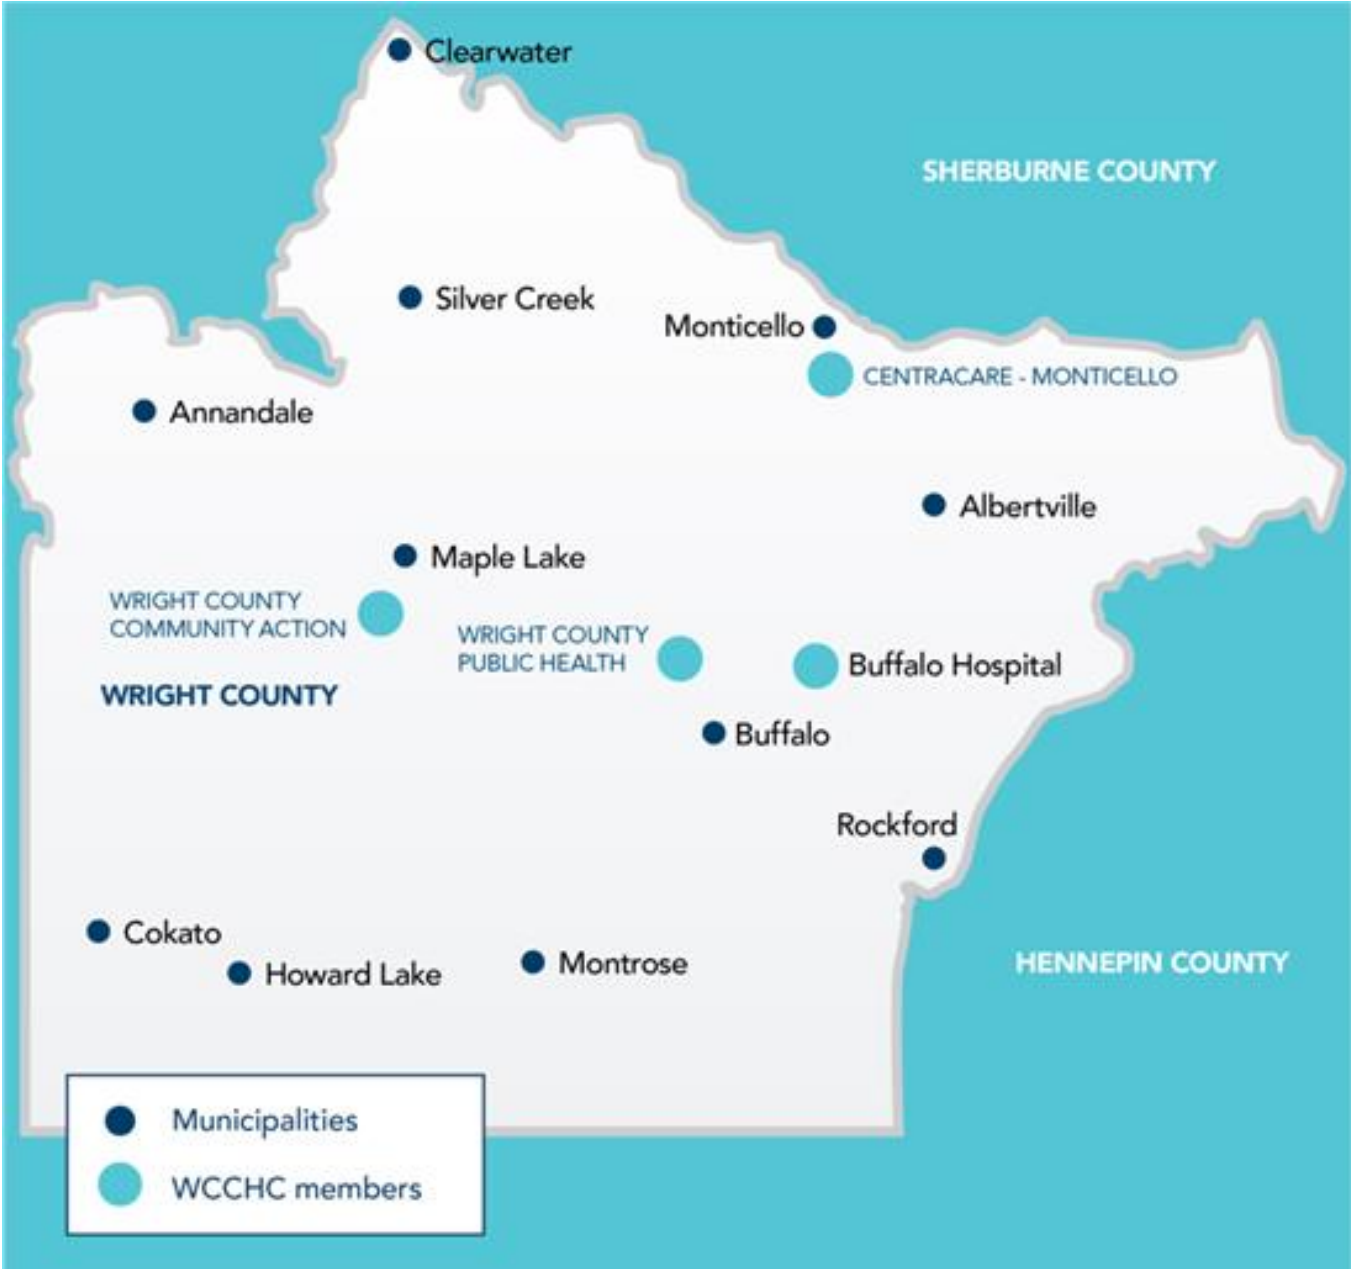 Clearwater
SHERBURNE COUNTY
Silver Creek
Monticello
CENTRACARE - MONTICELLO
Annandale
Albertville
Maple Lake
WRIGHT COUNTY
COMMUNITY ACTION
WRIGHT COUNTY
PUBLIC HEALTH
Buffalo Hospital
WRIGHT COUNTY
Buffalo
Rockford
Cokato
Howard Lake
Montrose
HENNEPIN COUNTY
Municipalities
WCCHC members